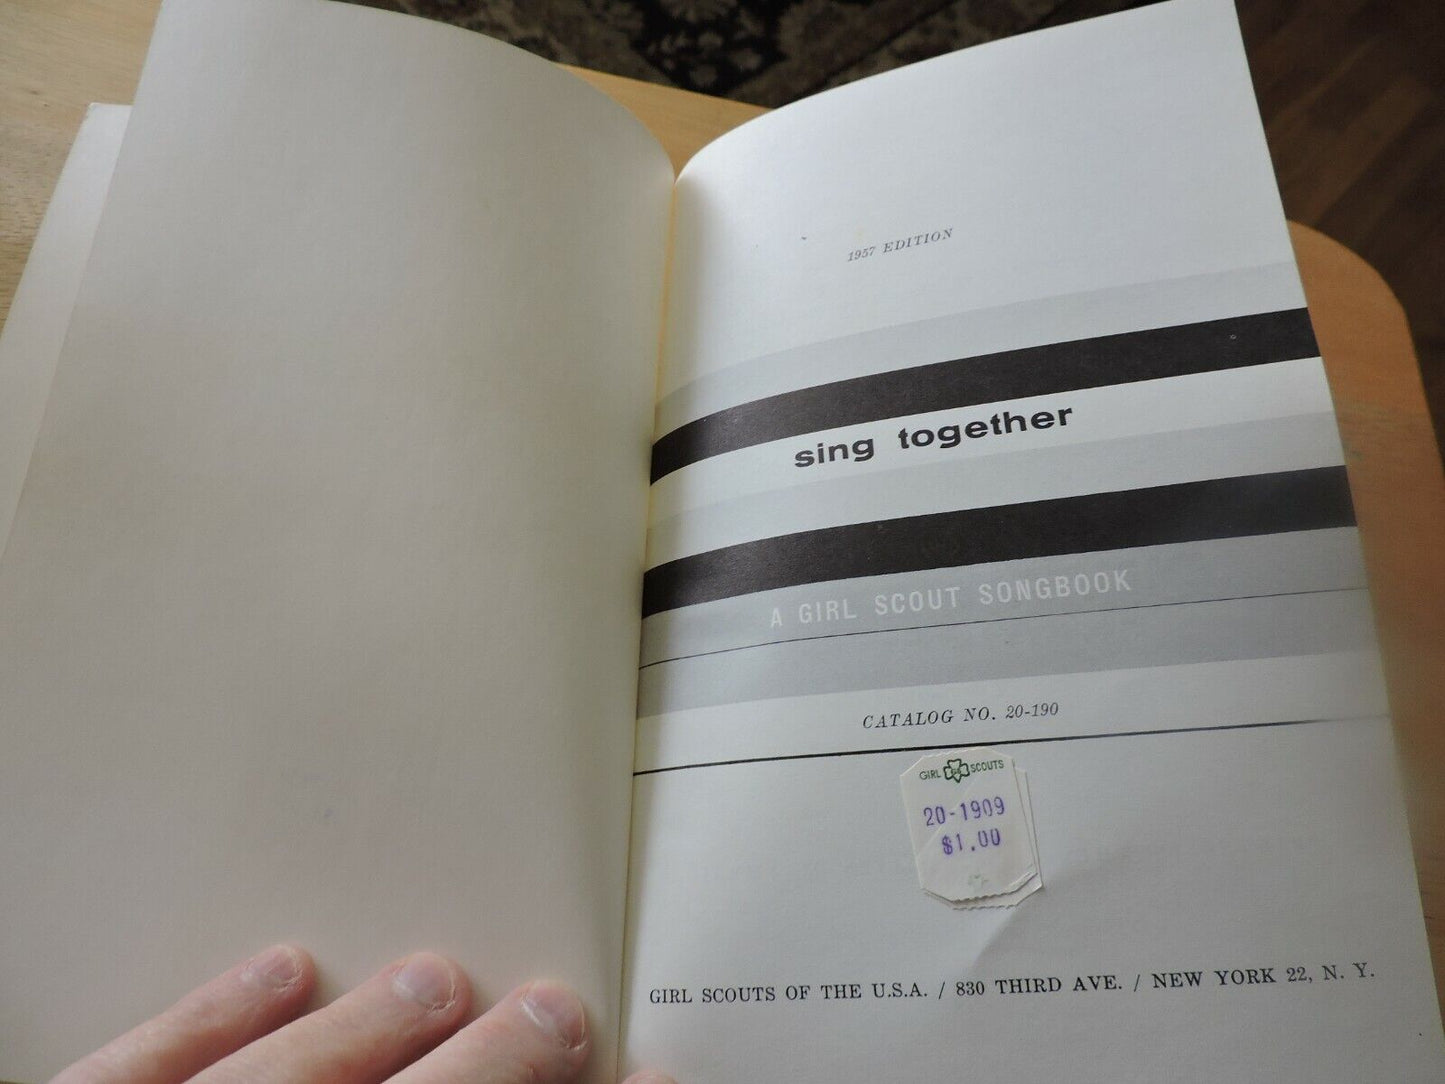 1957 EDITION
sing together
A GIRL SCOUT SONGBOOK
CATALOG NO. 20-190
GIRL SCOUTS
20-1909
$1.00
GIRL SCOUTS OF THE U.S.A. / 830 THIRD AVE. / NEW YORK 22, N. Y.